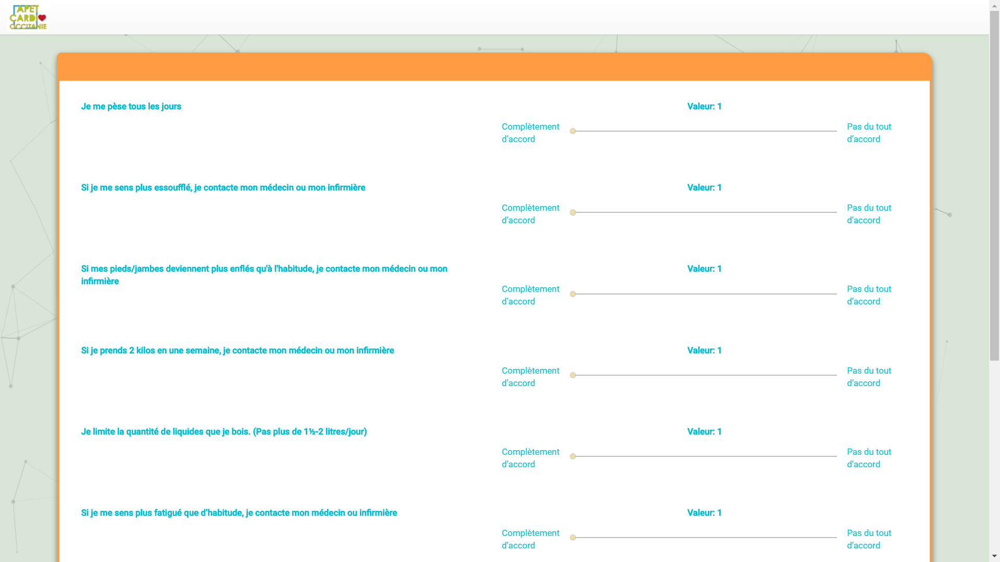 APET
CARDI
OCCITANIE
Je me pèse tous les jours
Valeur: 1
Complètement
d’accord
Pas du tout
d’accord
Si je me sens plus essoufflé, je contacte mon médecin ou mon infirmière
Valeur: 1
Complètement
d’accord
Pas du tout
d’accord
Si mes pieds/jambes deviennent plus enflés qu'à l'habitude, je contacte mon médecin ou mon
infirmière
Valeur: 1
Complètement
d’accord
Pas du tout
d’accord
Si je prends 2 kilos en une semaine, je contacte mon médecin ou mon infirmière
Valeur: 1
Complètement
d’accord
Pas du tout
d’accord
Je limite la quantité de liquides que je bois. (Pas plus de 1½-2 litres/jour)
Valeur: 1
Complètement
d’accord
Pas du tout
d’accord
Si je me sens plus fatigué que d’habitude, je contacte mon médecin ou infirmière
Valeur: 1
Complètement
d’accord
Pas du tout
d’accord